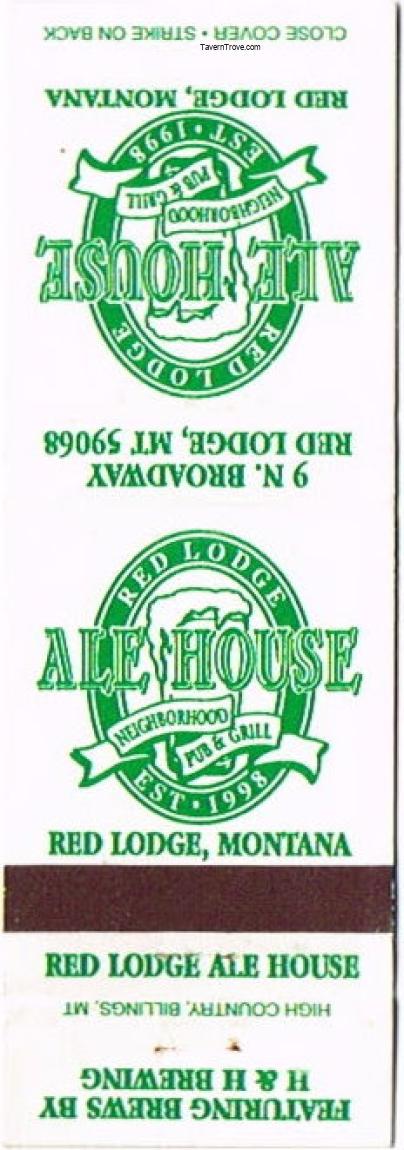 CLOSE COVER • STRIKE ON BACK
TavernTrove.com
RED LODGE, MONTANA
EST • 1998
NEIGHBORHOOD
PUB & GRILL
ALE HOUSE
RED LODGE
9 N. BROADWAY
RED LODGE, MT 59068
RED LODGE
ALE HOUSE
NEIGHBORHOOD
PUB & GRILL
EST • 1998
RED LODGE, MONTANA
RED LODGE ALE HOUSE
HIGH COUNTRY, BILLINGS, MT
FEATURING BREWS BY
H & H BREWING